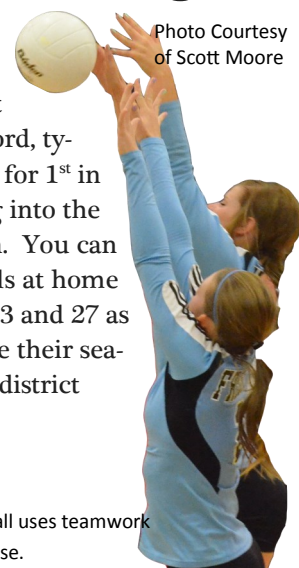 Photo Courtesy
of Scott Moore
ord, ty-
for 1st in
g into the
. You can
ls at home
3 and 27 as
e their sea-
district
all uses teamwork
se.